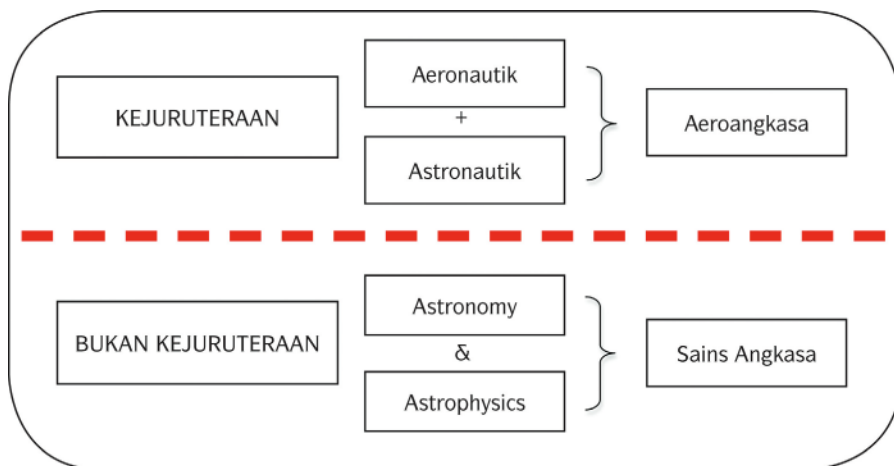 KEJURUTERAAN
Aeronautik
+
Astronautik
Aeroangkasa
BUKAN KEJURUTERAAN
Astronomy
&
Astrophysics
Sains Angkasa